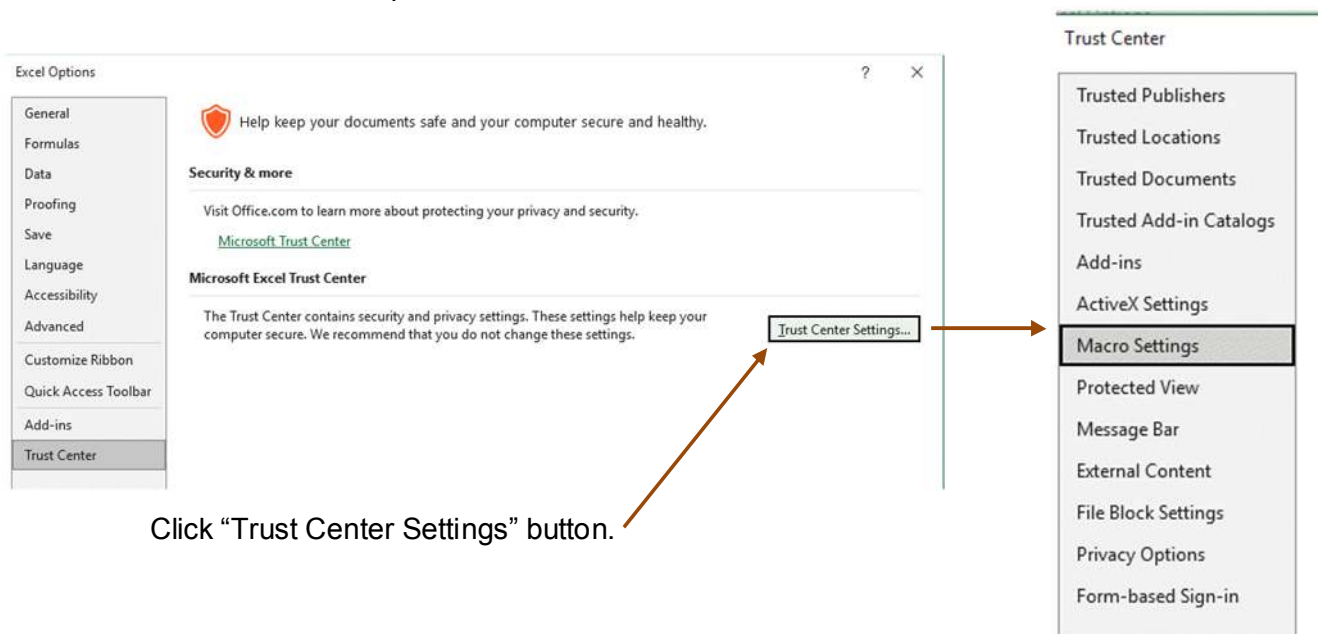 Trust Center
Excel Options
?
×
General
Formulas
Data
Proofing
Save
Language
Accessibility
Advanced
Customize Ribbon
Quick Access Toolbar
Add-ins
Trust Center
Help keep your documents safe and your computer secure and healthy.
Security & more
Visit Office.com to learn more about protecting your privacy and security.
Microsoft Trust Center
Microsoft Excel Trust Center
The Trust Center contains security and privacy settings. These settings help keep your
computer secure. We recommend that you do not change these settings.
Trust Center Settings...
Click “Trust Center Settings” button.
Trusted Publishers
Trusted Locations
Trusted Documents
Trusted Add-in Catalogs
Add-ins
ActiveX Settings
Macro Settings
Protected View
Message Bar
External Content
File Block Settings
Privacy Options
Form-based Sign-in